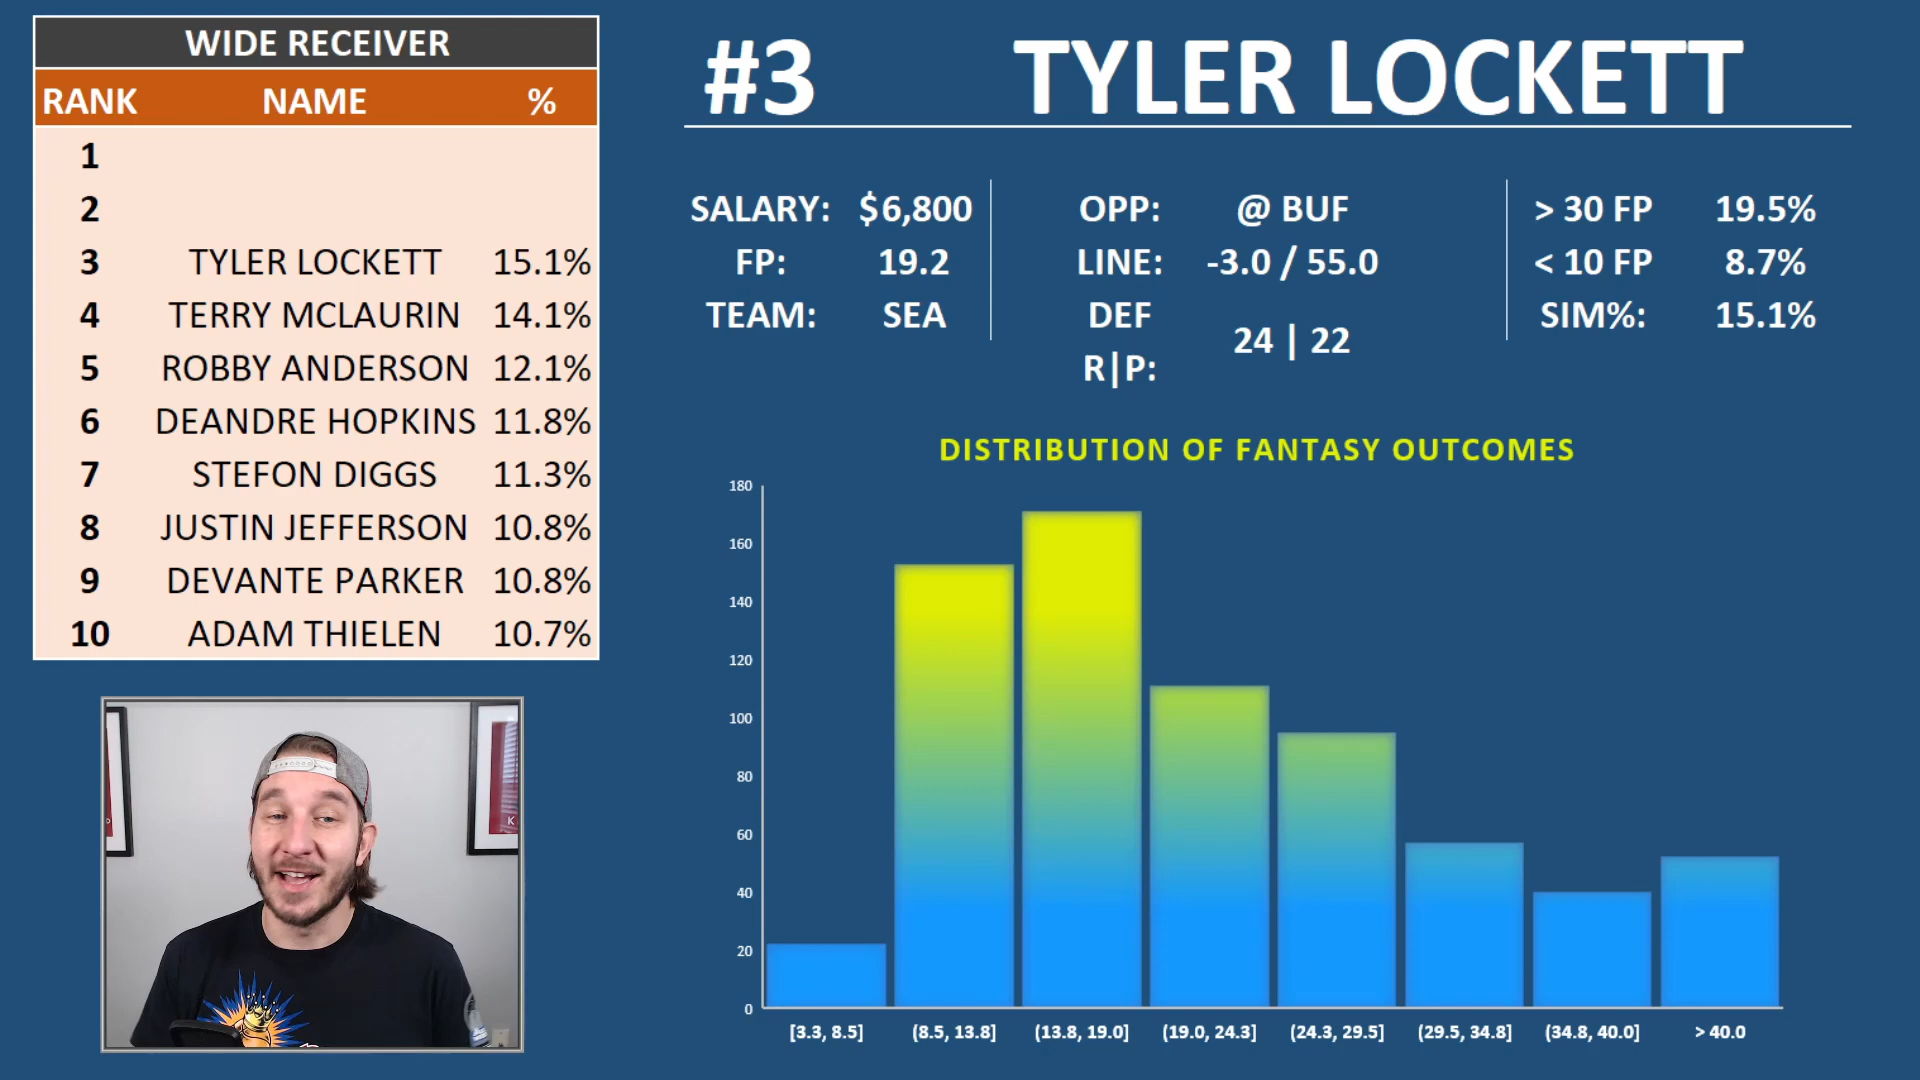 WIDE RECEIVER
RANK NAME %
1
2
3 TYLER LOCKETT 15.1%
4 TERRY MCLAURIN 14.1%
5 ROBBY ANDERSON 12.1%
6 DEANDRE HOPKINS 11.8%
7 STEFON DIGGS 11.3%
8 JUSTIN JEFFERSON 10.8%
9 DEVANTE PARKER 10.8%
10 ADAM THIELEN 10.7%
#3 TYLER LOCKETT
SALARY: $6,800
FP: 19.2
TEAM: SEA
OPP: @ BUF
LINE: -3.0 / 55.0
DEF
R|P: 24 | 22
> 30 FP 19.5%
< 10 FP 8.7%
SIM%: 15.1%
DISTRIBUTION OF FANTASY OUTCOMES
180
160
140
120
100
80
60
40
20
0
[3.3, 8.5] (8.5, 13.8] (13.8, 19.0] (19.0, 24.3] (24.3, 29.5] (29.5, 34.8] (34.8, 40.0] > 40.0
K